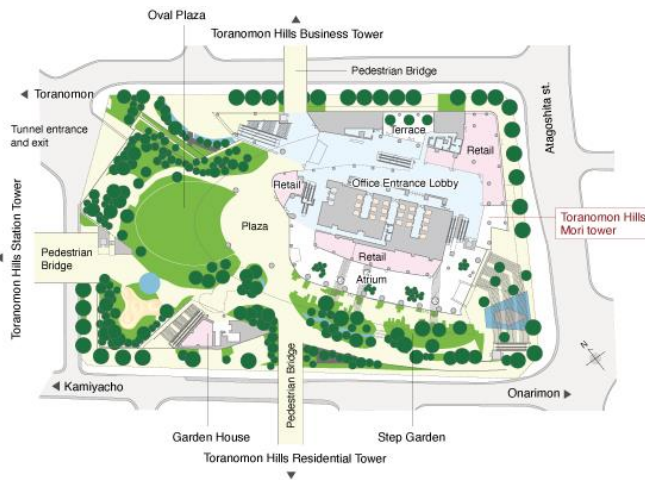 Oval Plaza
Toranomon Hills Business Tower
Pedestrian Bridge
Toranomon
Tunnel entrance
and exit
Atagoshita st.
Terrace
Retail
Retail
Office Entrance Lobby
Toranomon Hills
Mori tower
Toranomon Hills Station Tower
Plaza
Pedestrian
Bridge
Retail
Atrium
N
Pedestrian Bridge
Kamiyacho
Onarimon
Garden House
Step Garden
Toranomon Hills Residential Tower